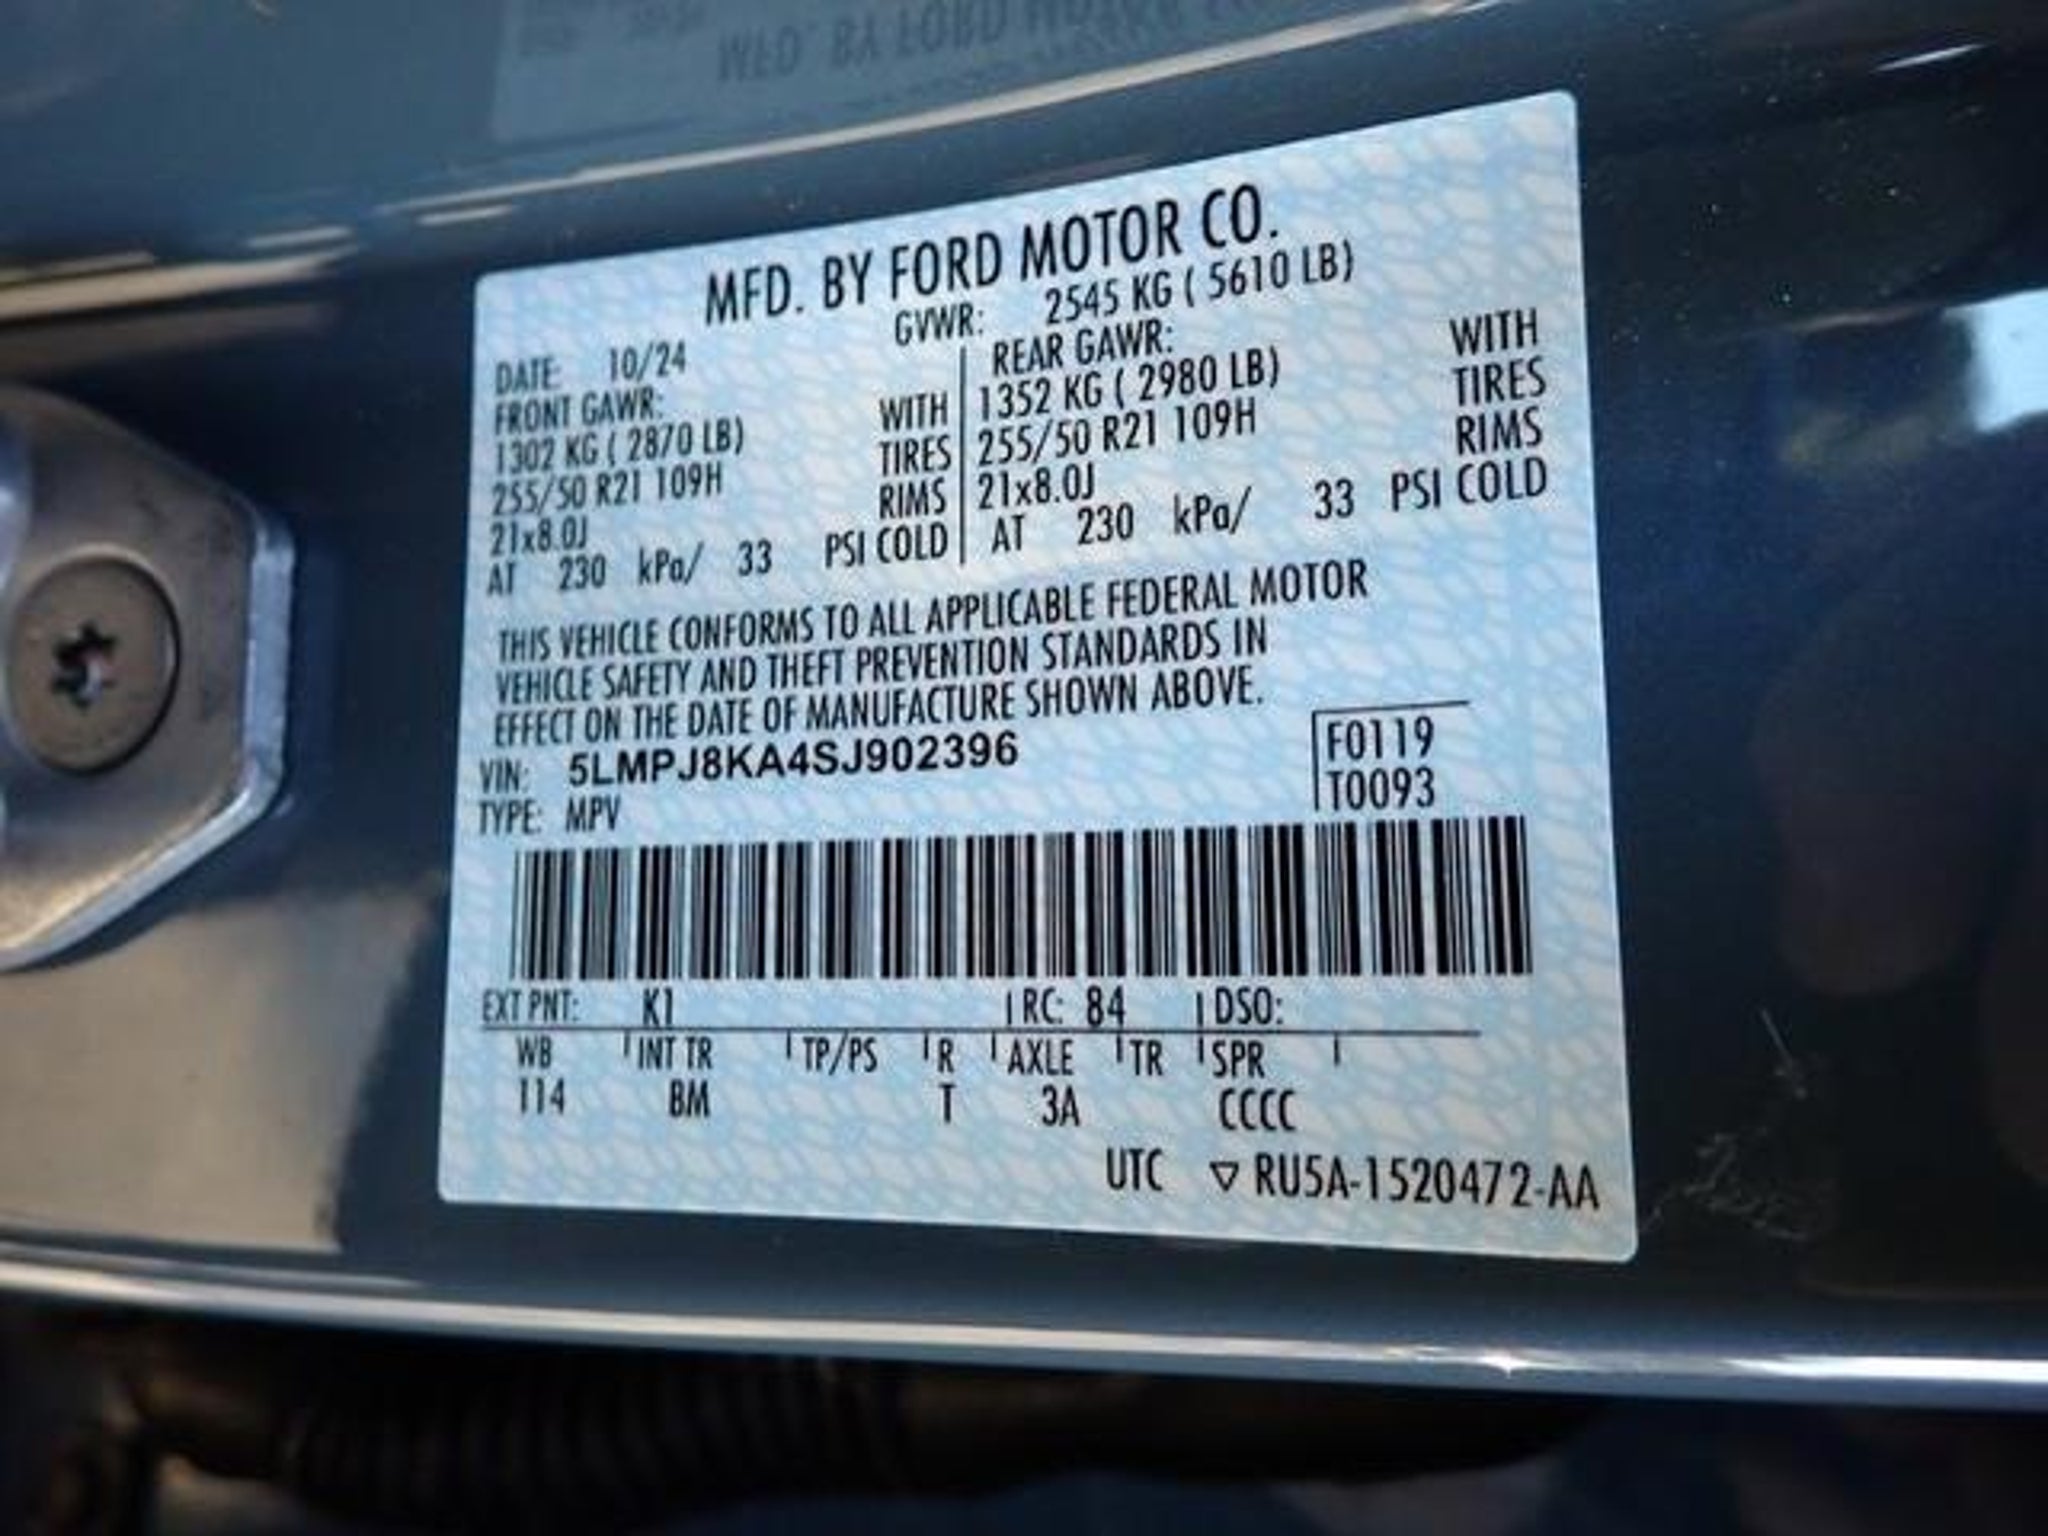 MFD. BY FORD MOTOR CO.
DATE: 10/24 GVWR: 2545 KG ( 5610 LB)
FRONT GAWR: REAR GAWR:
1302 KG ( 2870 LB) WITH 1352 KG ( 2980 LB) WITH
255/50 R21 109H TIRES 255/50 R21 109H TIRES
21x8.0J RIMS 21x8.0J RIMS
AT 230 kPa/ 33 PSI COLD AT 230 kPa/ 33 PSI COLD
THIS VEHICLE CONFORMS TO ALL APPLICABLE FEDERAL MOTOR
VEHICLE SAFETY AND THEFT PREVENTION STANDARDS IN
EFFECT ON THE DATE OF MANUFACTURE SHOWN ABOVE.
VIN: 5LMPJ8KA4SJ902396 F0119
TYPE: MPV T0093
EXT PNT: K1 RC: 84 DSO:
WB INT TR TP/PS R AXLE TR SPR
114 BM T 3A CCCC
UTC ▽ RU5A-1520472-AA